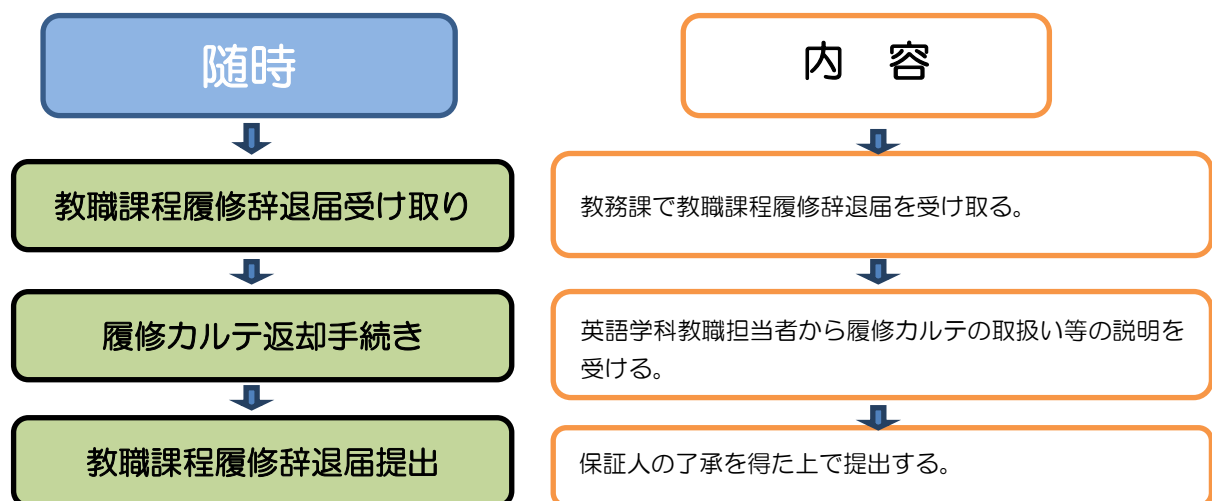 随時
内　容
教職課程履修辞退届受け取り
教務課で教職課程履修辞退届を受け取る。
履修カルテ返却手続き
英語学科教職担当者から履修カルテの取扱い等の説明を
受ける。
教職課程履修辞退届提出
保証人の了承を得た上で提出する。